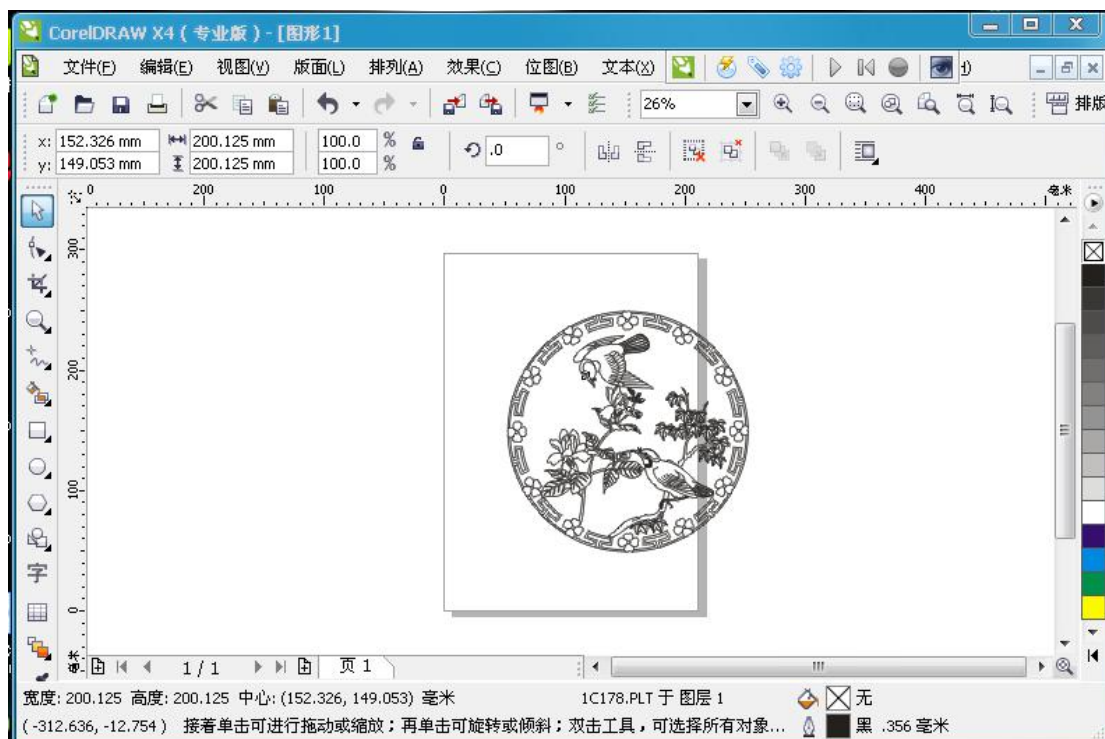 CorelDRAW X4 ( 专业版 ) - [图形1]
文件(F) 编辑(E) 视图(V) 版面(L) 排列(A) 效果(C) 位图(B) 文本(X)
26% 排版
x: 152.326 mm 200.125 mm 100.0 % .0 °
y: 149.053 mm 200.125 mm 100.0 %
0 200 100 0 100 200 300 400 毫米
300
200
100
0
字
1 / 1 页 1
宽度: 200.125 高度: 200.125 中心: (152.326, 149.053) 毫米 1C178.PLT 于 图层 1 无
( -312.636, -12.754 ) 接着单击可进行拖动或缩放；再单击可旋转或倾斜；双击工具，可选择所有对象... 黑 .356 毫米